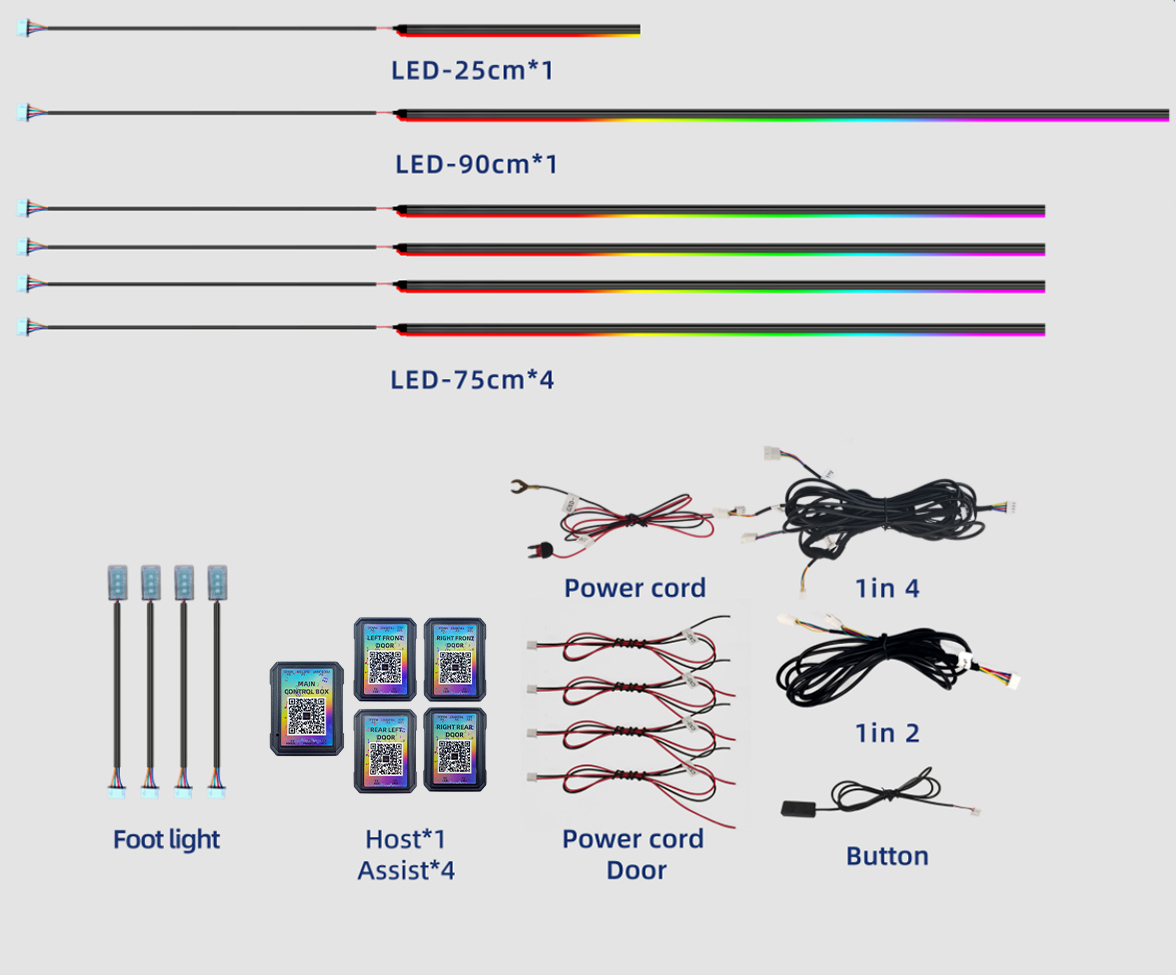 LED-25cm*1
LED-90cm*1
LED-75cm*4
Power cord
1in 4
LEFT FRONT
DOOR
RIGHT FRONT
DOOR
MAIN
CONTROL BOX
REAR LEFT
DOOR
RIGHT REAR
DOOR
1in 2
Foot light
Host*1
Assist*4
Power cord
Door
Button